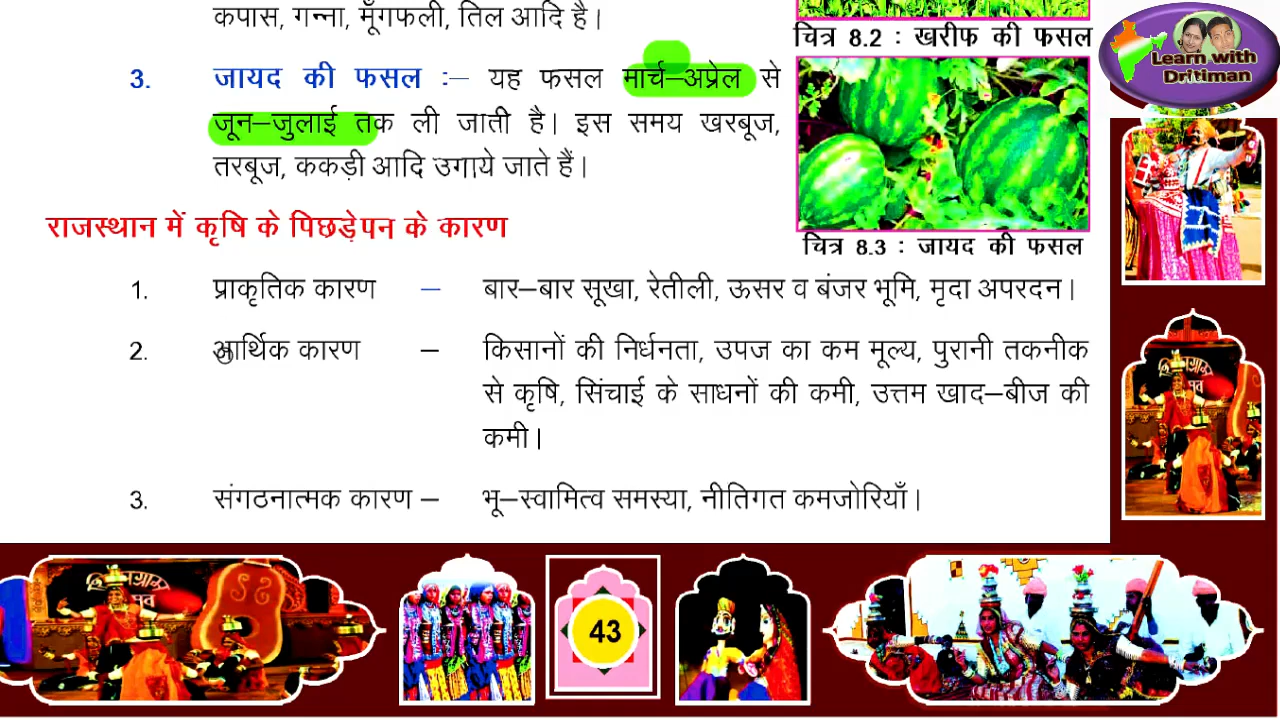 कपास, गन्ना, मूँगफली, तिल आदि है।
चित्र 8.2 : खरीफ की फसल
Learn with
Dritiman
3. जायद की फसल :– यह फसल मार्च–अप्रेल से
जून–जुलाई तक ली जाती है। इस समय खरबूज,
तरबूज, ककड़ी आदि उगाये जाते हैं।
चित्र 8.3 : जायद की फसल
राजस्थान में कृषि के पिछड़ेपन के कारण
1. प्राकृतिक कारण – बार–बार सूखा, रेतीली, ऊसर व बंजर भूमि, मृदा अपरदन।
2. आर्थिक कारण – किसानों की निर्धनता, उपज का कम मूल्य, पुरानी तकनीक
से कृषि, सिंचाई के साधनों की कमी, उत्तम खाद–बीज की
कमी।
3. संगठनात्मक कारण – भू–स्वामित्व समस्या, नीतिगत कमजोरियाँ।
43